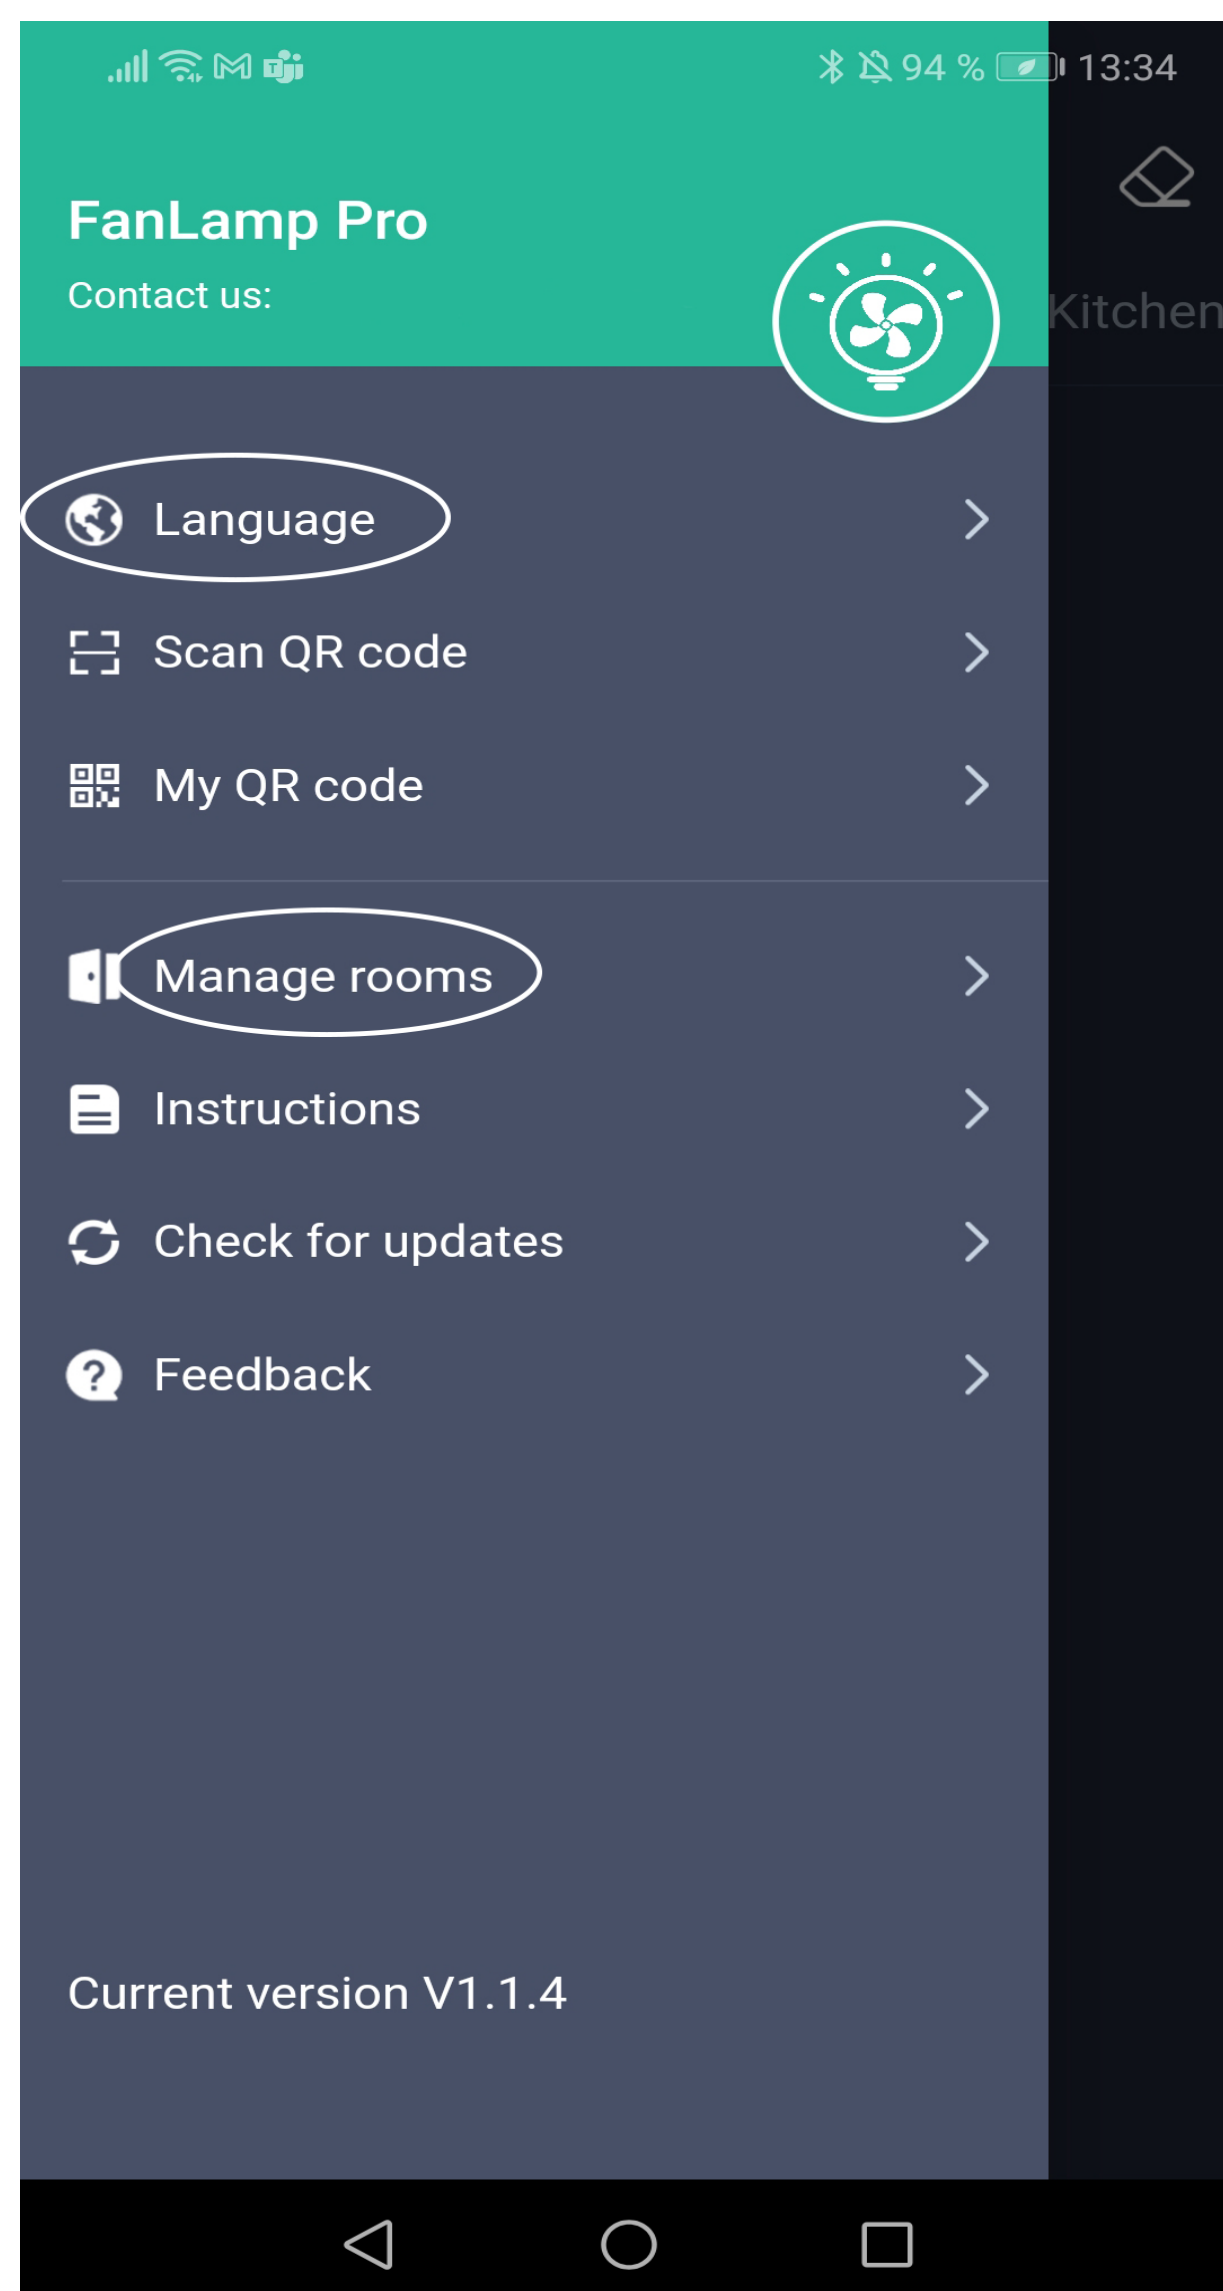 94 % 13:34
FanLamp Pro
Contact us:
Kitchen
Language
Scan QR code
My QR code
Manage rooms
Instructions
Check for updates
Feedback
Current version V1.1.4